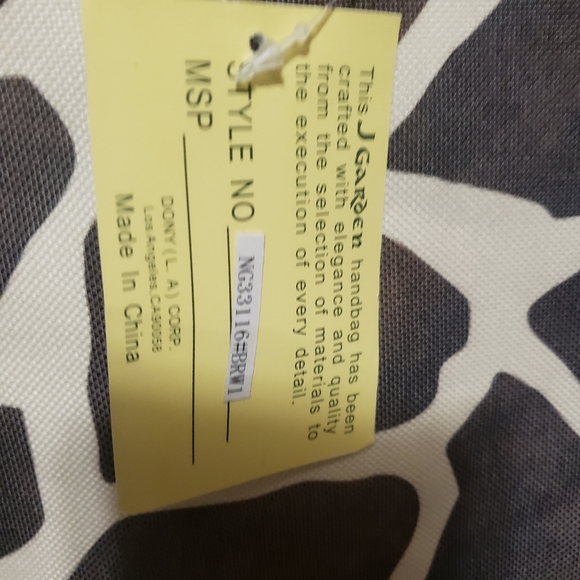 This J GARDEN handbag has been
crafted with elegance and quality
from the selection of materials to
the execution of every detail.
STYLE NO NG33116#BRW1
MSP
DONY (L. A) CORP.
Los Angeles, CA90058
Made In China